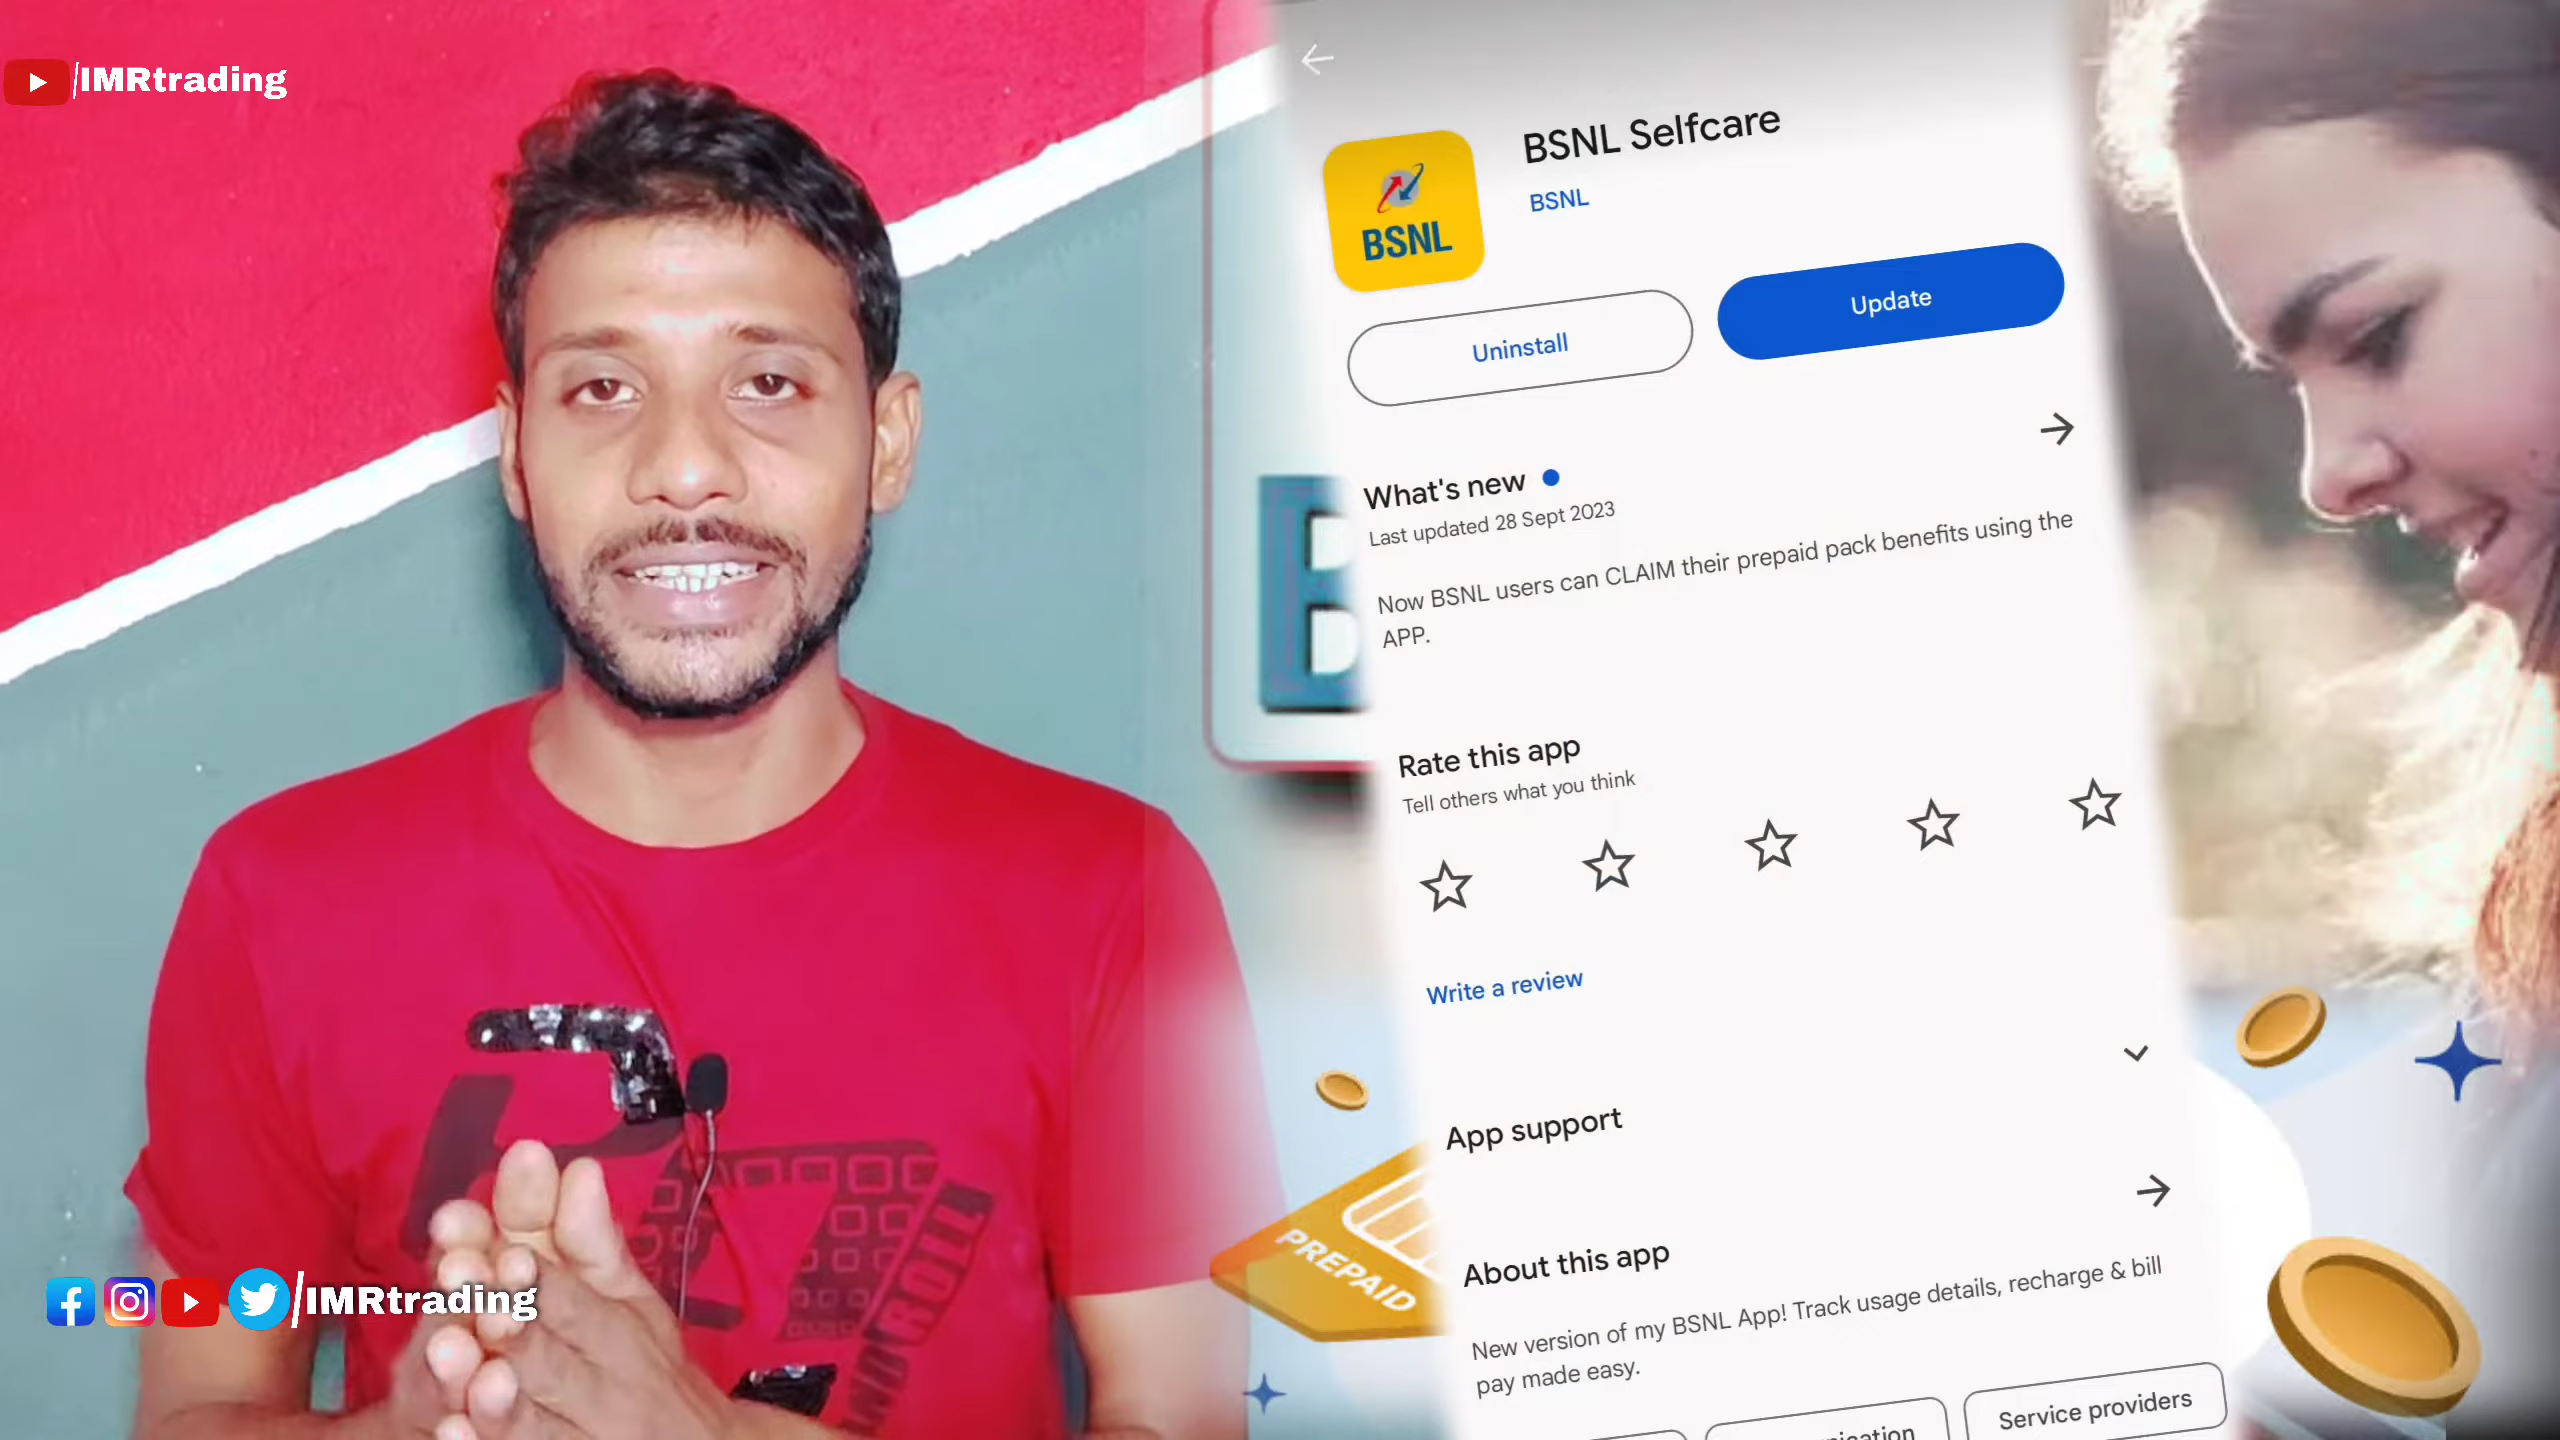 /IMRtrading
BSNL Selfcare
BSNL
BSNL
Uninstall
Update
What's new
Last updated 28 Sept 2023
Now BSNL users can CLAIM their prepaid pack benefits using the
APP.
Rate this app
Tell others what you think
Write a review
App support
About this app
New version of my BSNL App! Track usage details, recharge & bill
pay made easy.
Service providers
PREPAID
B
AND ROLL
/IMRtrading